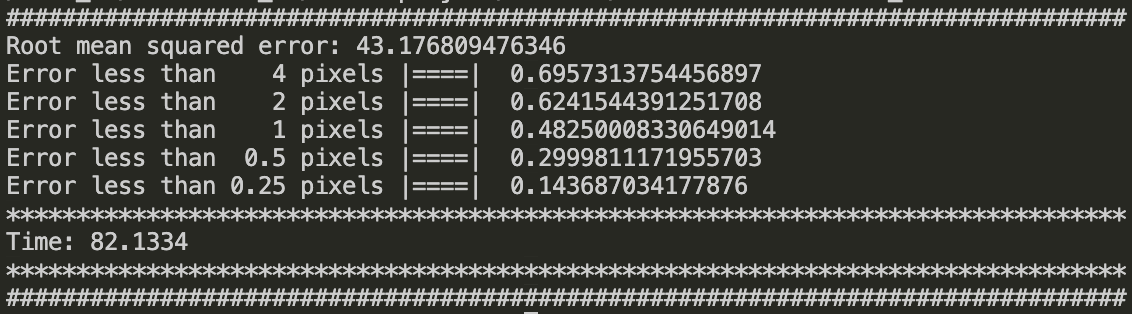 ################################################################################
Root mean squared error: 43.176809476346
Error less than    4 pixels |====|  0.6957313754456897
Error less than    2 pixels |====|  0.6241544391251708
Error less than    1 pixels |====|  0.48250008330649014
Error less than  0.5 pixels |====|  0.2999811171955703
Error less than 0.25 pixels |====|  0.143687034177876
********************************************************************************
Time: 82.1334
********************************************************************************
################################################################################